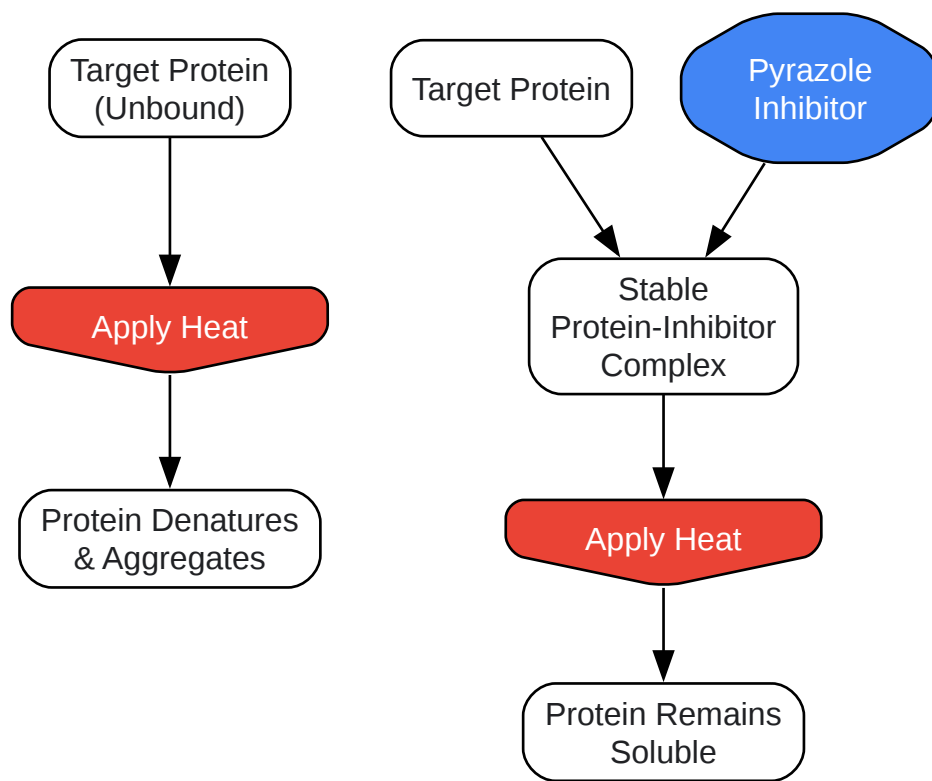 Target Protein
(Unbound)
Apply Heat
Protein Denatures
& Aggregates
Target Protein
Pyrazole
Inhibitor
Stable
Protein-Inhibitor
Complex
Apply Heat
Protein Remains
Soluble